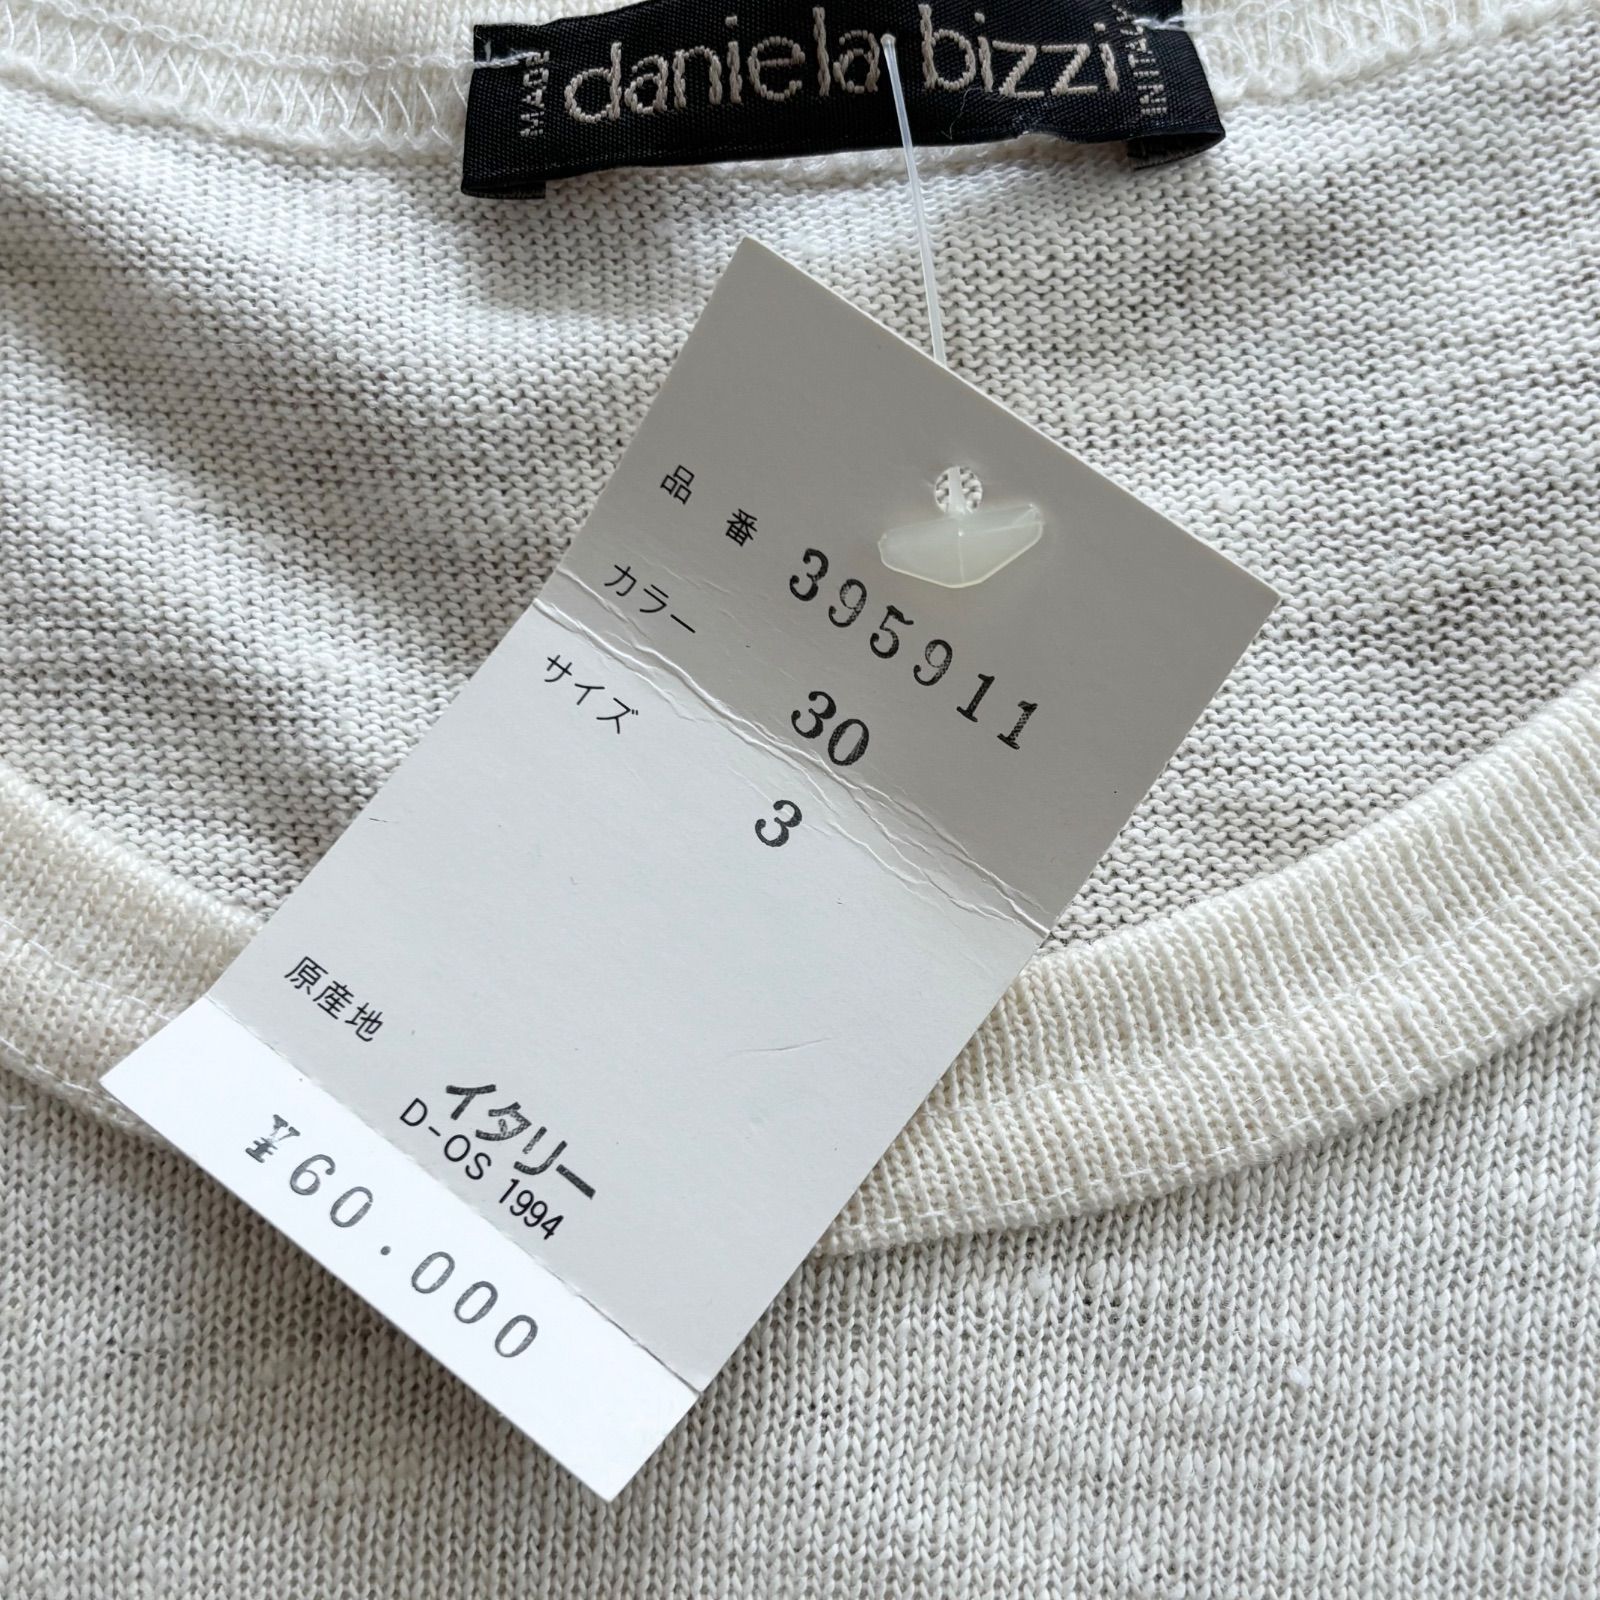 MADE
daniela bizzi
IN ITALY
品番 395911
カラー 30
サイズ 3
原産地
イタリー
D-OS 1994
¥60.000